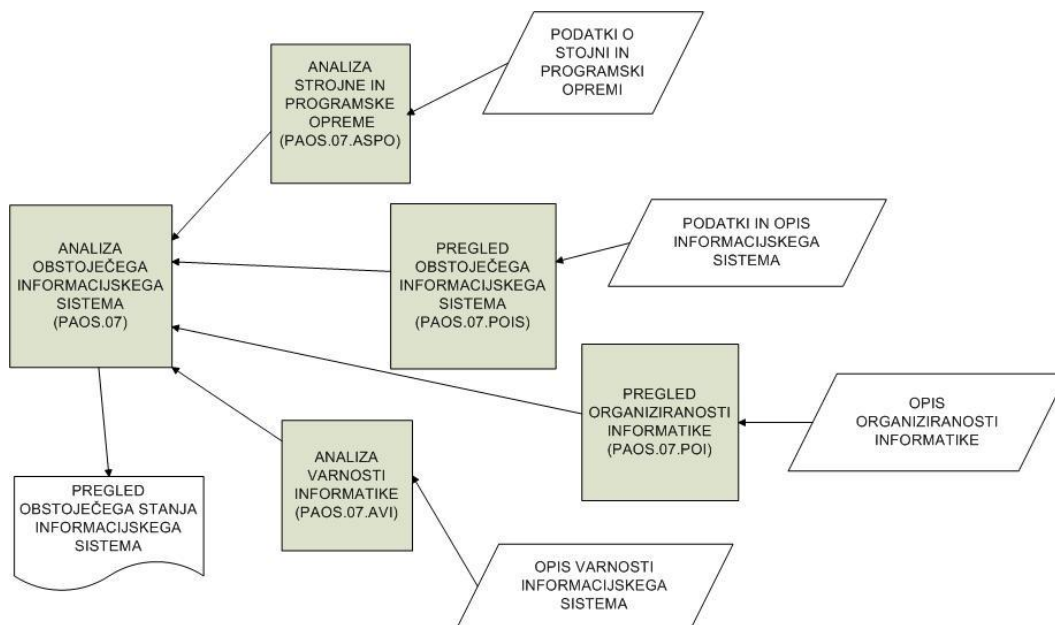 PODATKI O
STOJNI IN
PROGRAMSKI
OPREMI
ANALIZA
STROJNE IN
PROGRAMSKE
OPREME
(PAOS.07.ASPO)
PODATKI IN OPIS
INFORMACIJSKEGA
SISTEMA
PREGLED
OBSTOJEČEGA
INFORMACIJSKEGA
SISTEMA
(PAOS.07.POIS)
ANALIZA
OBSTOJEČEGA
INFORMACIJSKEGA
SISTEMA
(PAOS.07)
PREGLED
ORGANIZIRANOSTI
INFORMATIKE
(PAOS.07.POI)
OPIS
ORGANIZIRANOSTI
INFORMATIKE
ANALIZA
VARNOSTI
INFORMATIKE
(PAOS.07.AVI)
PREGLED
OBSTOJEČEGA STANJA
INFORMACIJSKEGA
SISTEMA
OPIS VARNOSTI
INFORMACIJSKEGA
SISTEMA